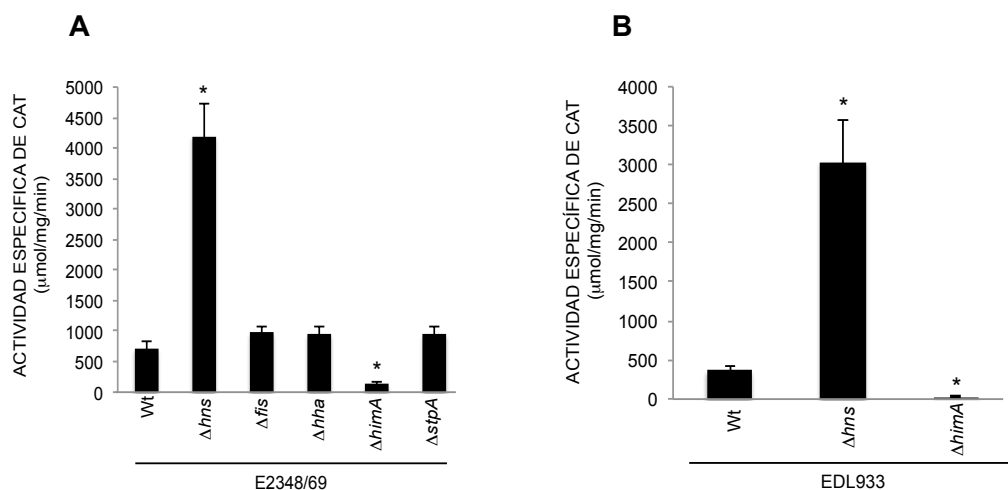 A
ACTIVIDAD ESPECIFICA DE CAT
(μmol/mg/min)
5000
4500
4000
3500
3000
2500
2000
1500
1000
500
0
*
*
Wt
Δhns
Δfis
Δhha
ΔhimA
ΔstpA
E2348/69
B
ACTIVIDAD ESPECÍFICA DE CAT
(μmol/mg/min)
4000
3500
3000
2500
2000
1500
1000
500
0
*
*
Wt
Δhns
ΔhimA
EDL933